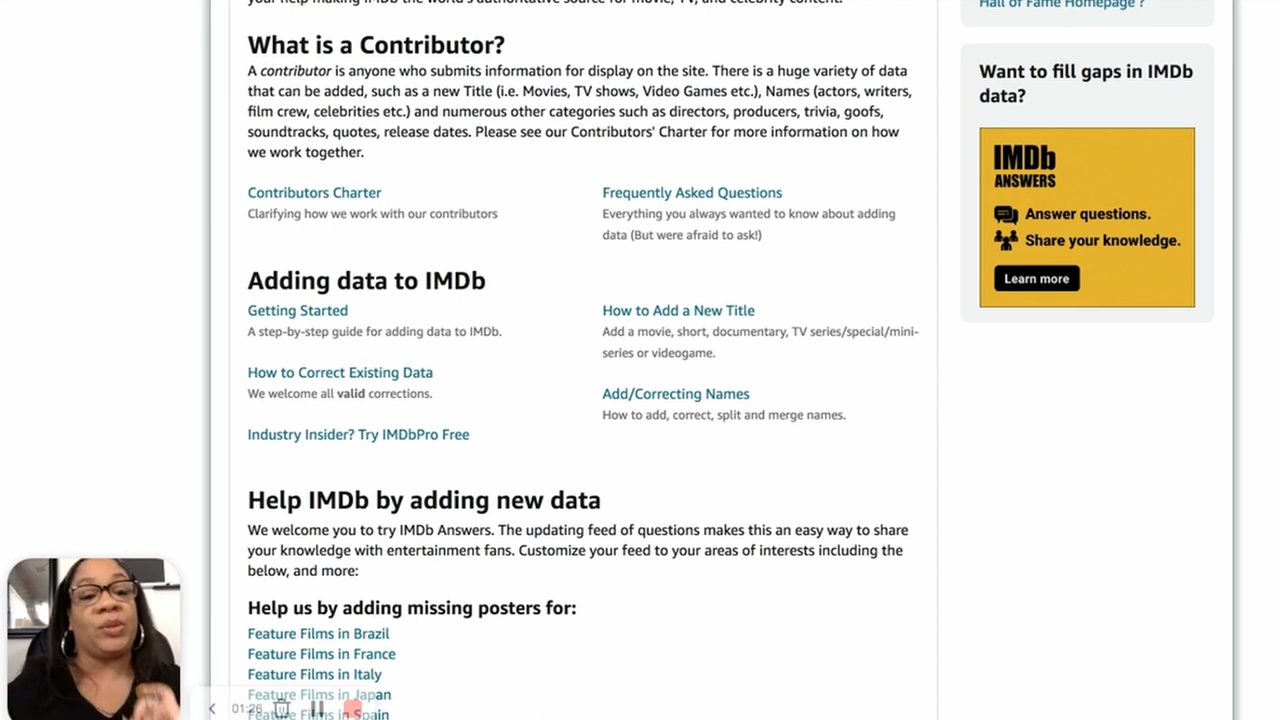 your help making IMDb the world's authoritative source for movie, TV, and celebrity content.
What is a Contributor?
A contributor is anyone who submits information for display on the site. There is a huge variety of data
that can be added, such as a new Title (i.e. Movies, TV shows, Video Games etc.), Names (actors, writers,
film crew, celebrities etc.) and numerous other categories such as directors, producers, trivia, goofs,
soundtracks, quotes, release dates. Please see our Contributors' Charter for more information on how
we work together.
Contributors Charter
Clarifying how we work with our contributors
Frequently Asked Questions
Everything you always wanted to know about adding
data (But were afraid to ask!)
Adding data to IMDb
Getting Started
A step-by-step guide for adding data to IMDb.
How to Correct Existing Data
We welcome all valid corrections.
Industry Insider? Try IMDbPro Free
How to Add a New Title
Add a movie, short, documentary, TV series/special/mini-
series or videogame.
Add/Correcting Names
How to add, correct, split and merge names.
Help IMDb by adding new data
We welcome you to try IMDb Answers. The updating feed of questions makes this an easy way to share
your knowledge with entertainment fans. Customize your feed to your areas of interests including the
below, and more:
Help us by adding missing posters for:
Feature Films in Brazil
Feature Films in France
Feature Films in Italy
Feature Films in Japan
Feature Films in Spain
01:26
Hall of Fame Homepage ?
Want to fill gaps in IMDb
data?
IMDb
ANSWERS
Answer questions.
Share your knowledge.
Learn more